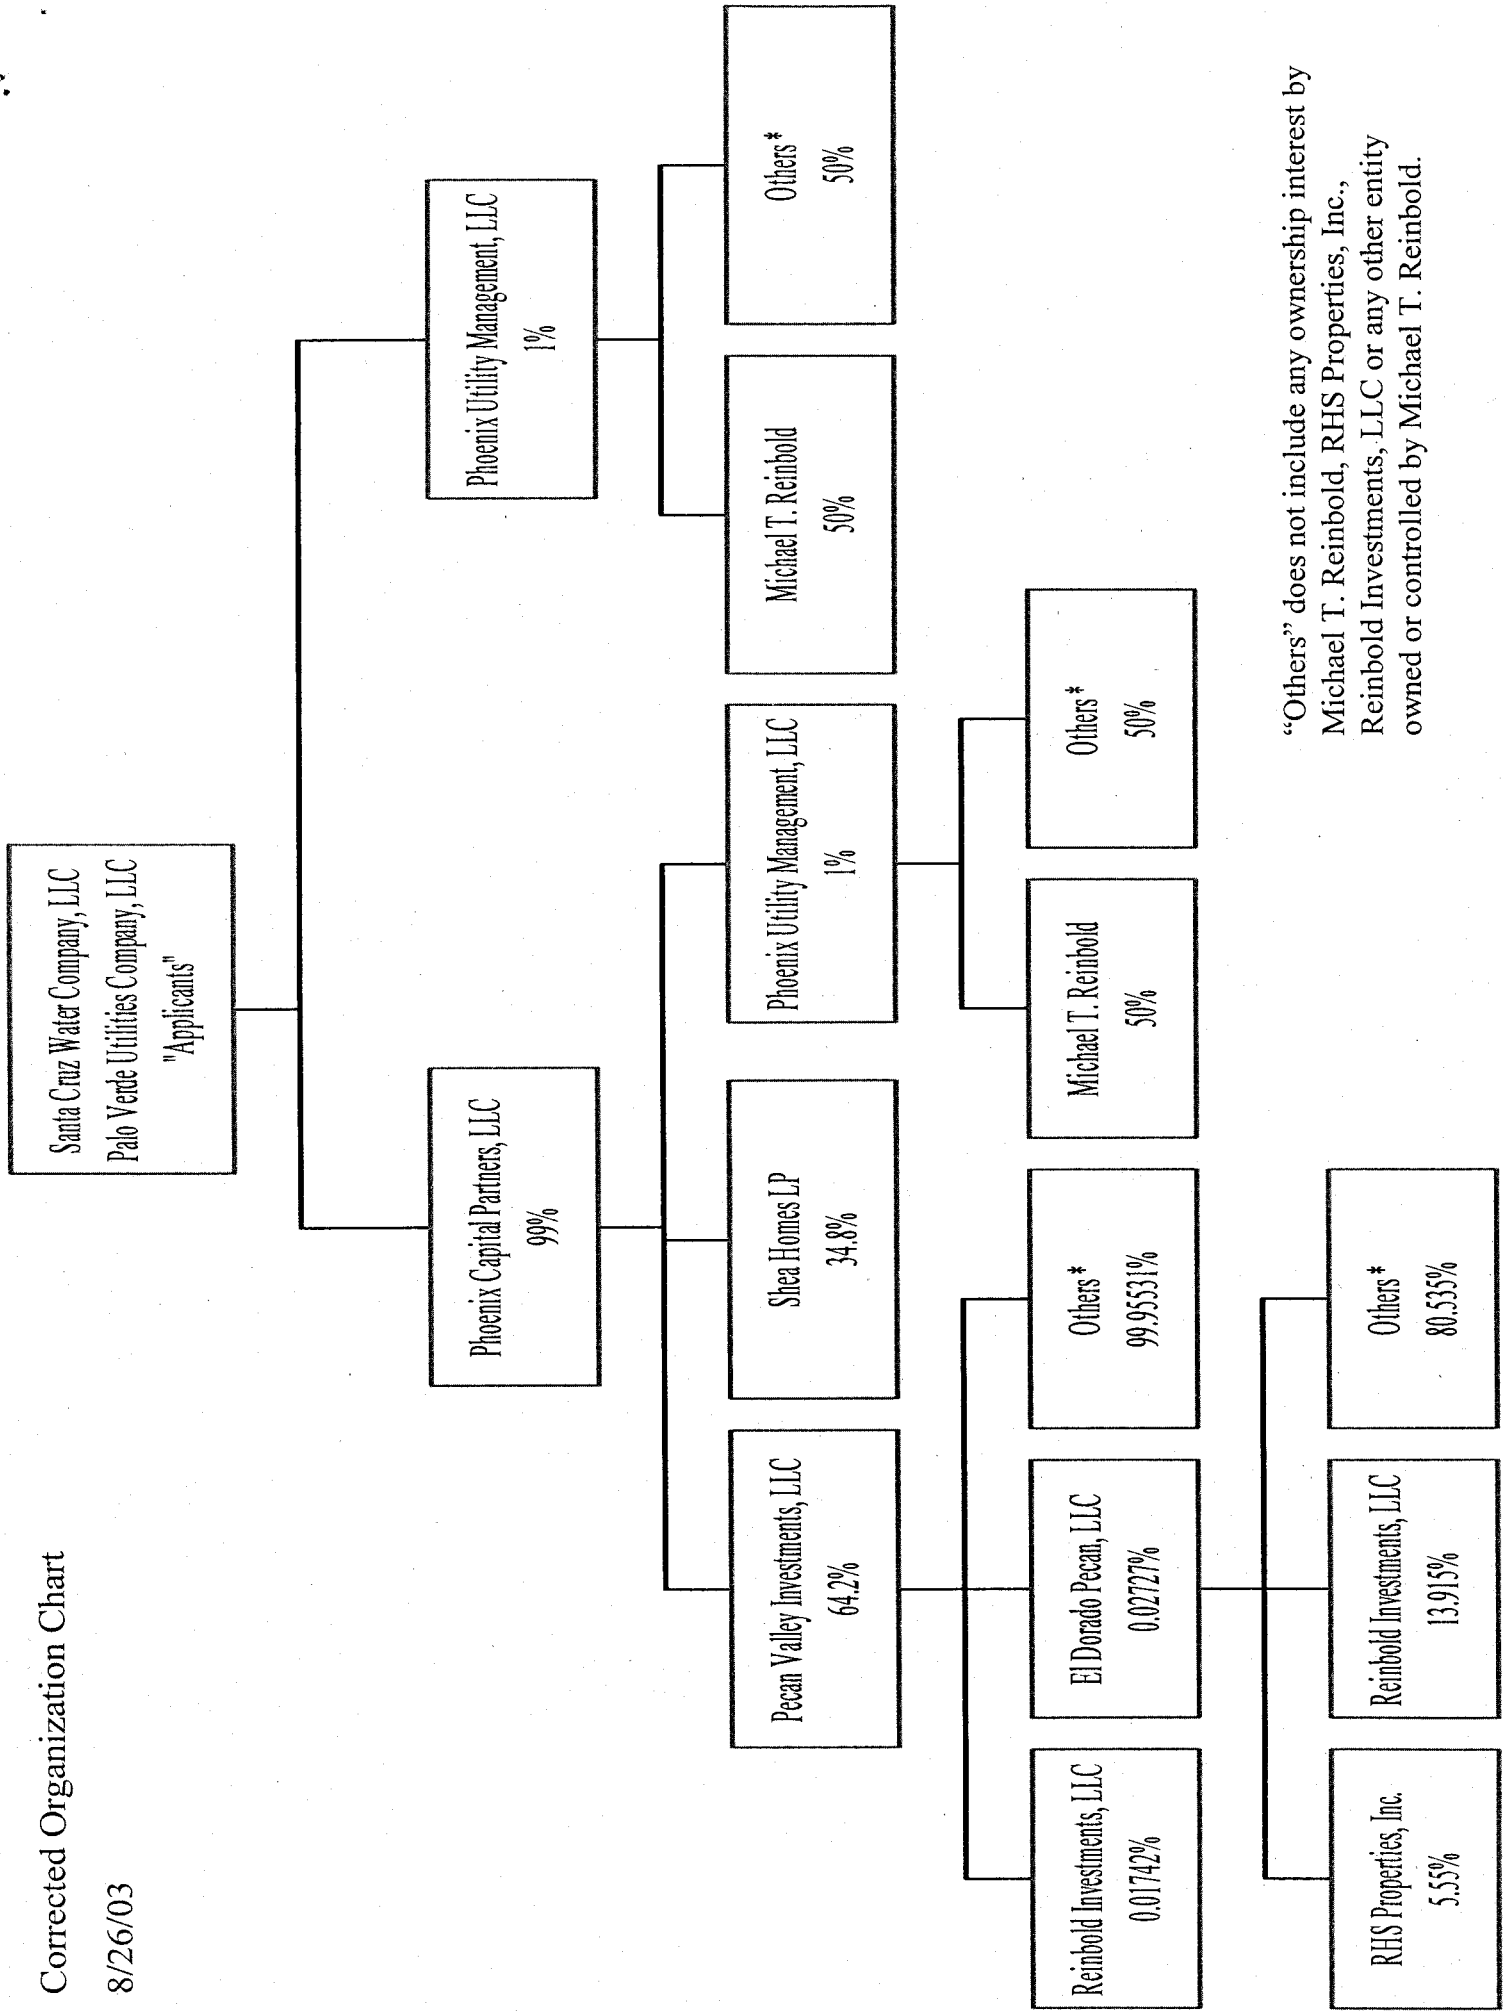 Corrected Organization Chart
8/26/03
Santa Cruz Water Company, LLC
Palo Verde Utilities Company, LLC
"Applicants"
Phoenix Capital Partners, LLC
99%
Phoenix Utility Management, LLC
1%
Pecan Valley Investments, LLC
64.2%
Shea Homes LP
34.8%
Phoenix Utility Management, LLC
1%
Michael T. Reinbold
50%
Others *
50%
Reinbold Investments, LLC
0.01742%
El Dorado Pecan, LLC
0.02727%
Others *
99.95531%
Michael T. Reinbold
50%
Others *
50%
RHS Properties, Inc.
5.55%
Reinbold Investments, LLC
13.915%
Others *
80.535%
“Others” does not include any ownership interest by
Michael T. Reinbold, RHS Properties, Inc.,
Reinbold Investments, LLC or any other entity
owned or controlled by Michael T. Reinbold.